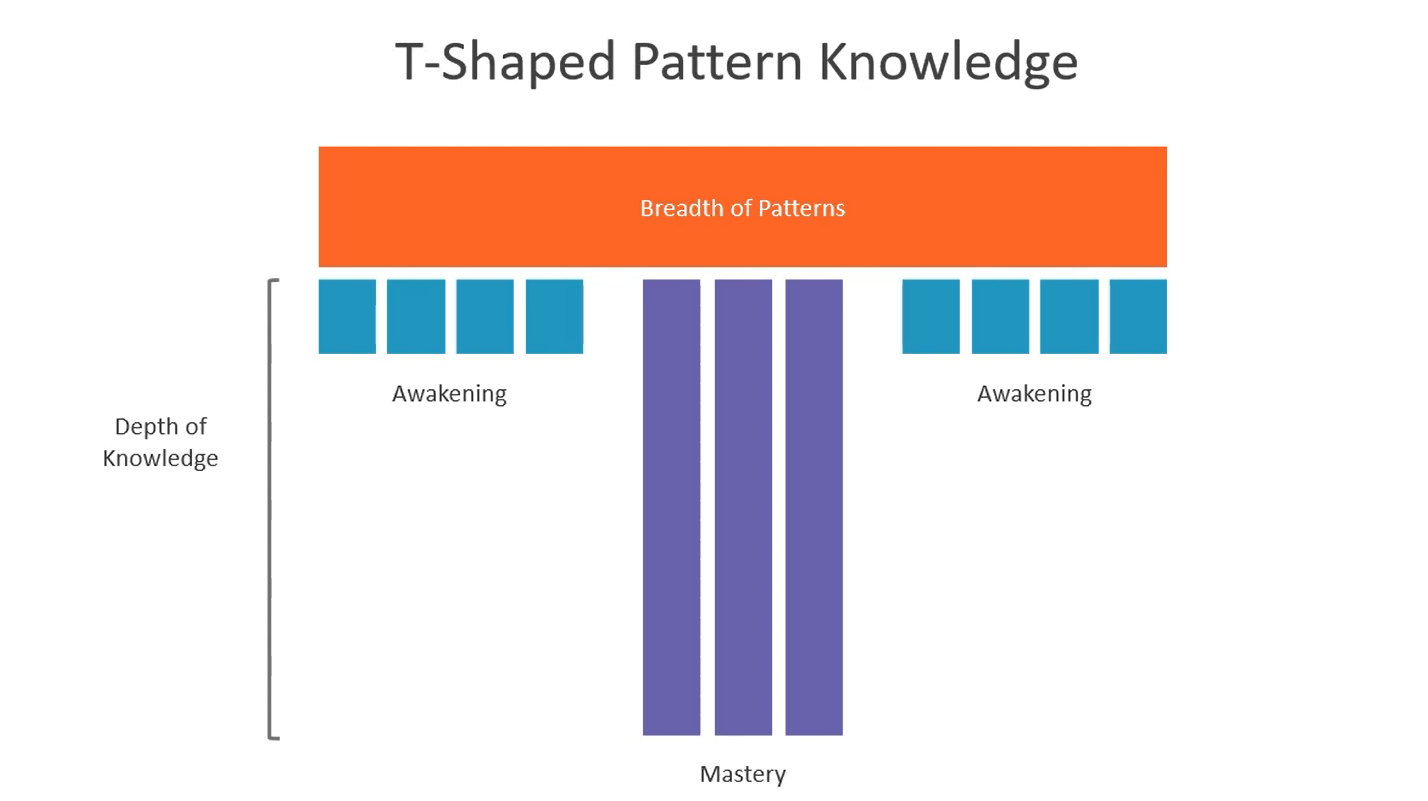 T-Shaped Pattern Knowledge
Breadth of Patterns
Awakening
Awakening
Depth of
Knowledge
Mastery